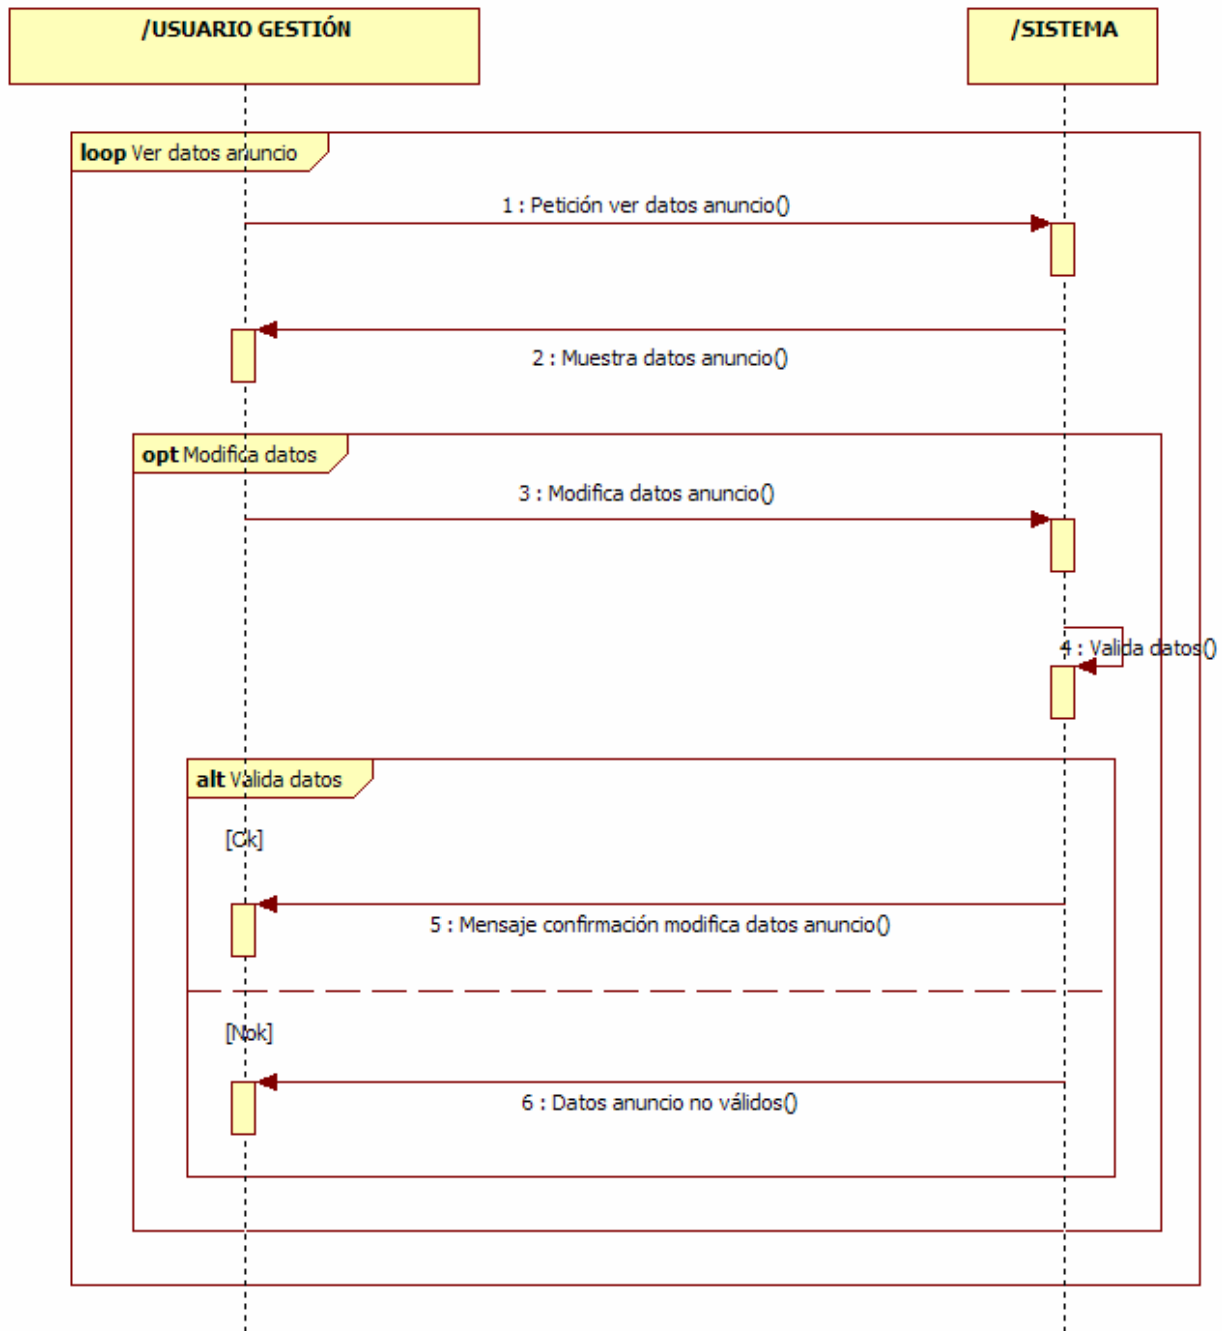 /USUARIO GESTIÓN
/SISTEMA
loop Ver datos anuncio
1 : Petición ver datos anuncio()
2 : Muestra datos anuncio()
opt Modifica datos
3 : Modifica datos anuncio()
4 : Valida datos()
alt Valida datos
[Ok]
5 : Mensaje confirmación modifica datos anuncio()
[Nok]
6 : Datos anuncio no válidos()